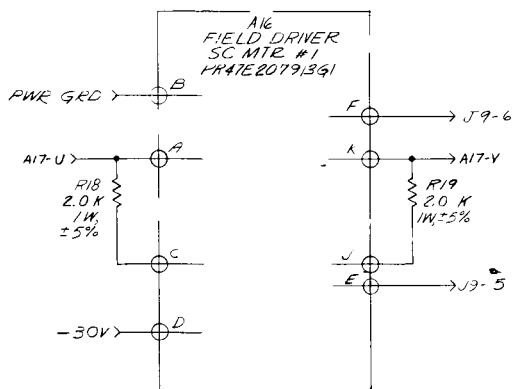 A16
FIELD DRIVER
SC MTR #1
PR47E207913G1
B
PWR GRD
F
J9-6
A17-U
A
K
A17-V
R18
2.0 K
1W,
±5%
R19
2.0 K
1W,±5%
C
J
E
J9-5
-30V
D